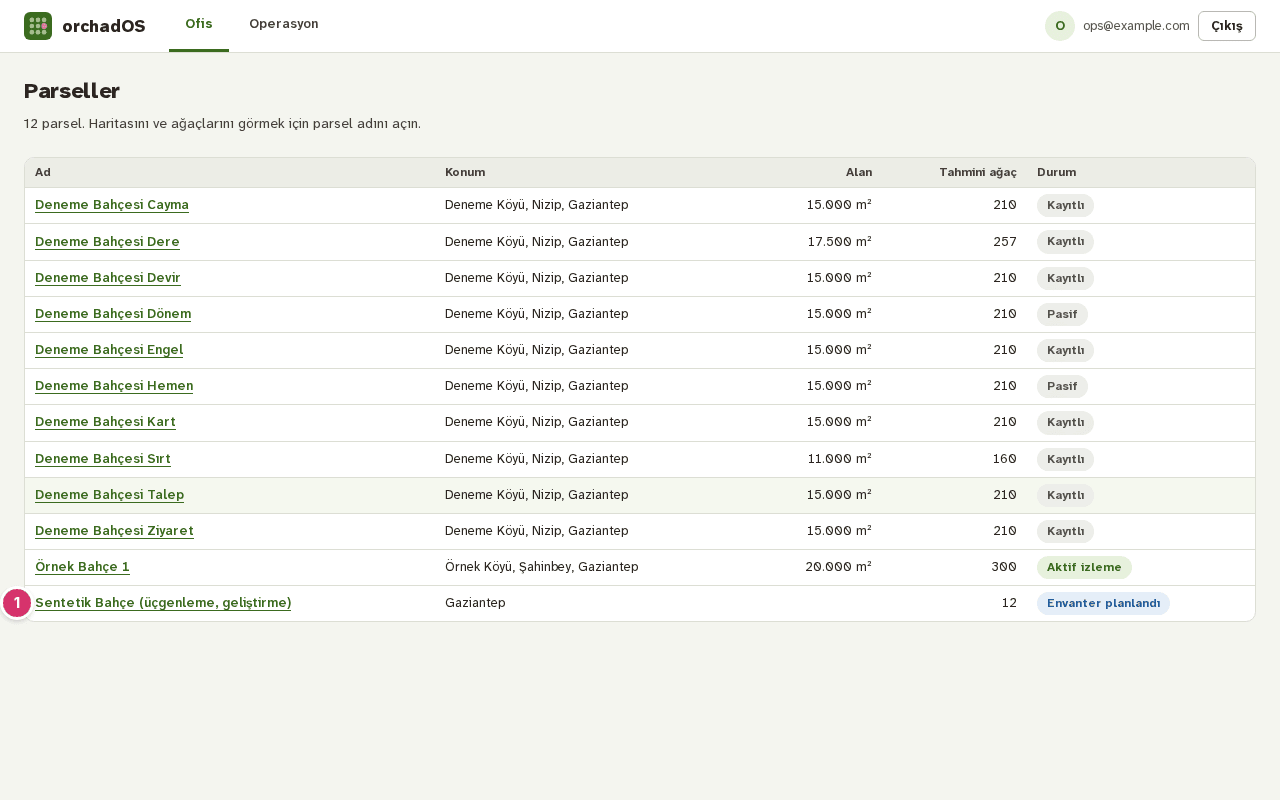 orchadOS Ofis Operasyon O ops@example.com Çıkış
Parseller
12 parsel. Haritasını ve ağaçlarını görmek için parsel adını açın.
Ad Konum Alan Tahmini ağaç Durum
Deneme Bahçesi Cayma Deneme Köyü, Nizip, Gaziantep 15.000 m² 210 Kayıtlı
Deneme Bahçesi Dere Deneme Köyü, Nizip, Gaziantep 17.500 m² 257 Kayıtlı
Deneme Bahçesi Devir Deneme Köyü, Nizip, Gaziantep 15.000 m² 210 Kayıtlı
Deneme Bahçesi Dönem Deneme Köyü, Nizip, Gaziantep 15.000 m² 210 Pasif
Deneme Bahçesi Engel Deneme Köyü, Nizip, Gaziantep 15.000 m² 210 Kayıtlı
Deneme Bahçesi Hemen Deneme Köyü, Nizip, Gaziantep 15.000 m² 210 Pasif
Deneme Bahçesi Kart Deneme Köyü, Nizip, Gaziantep 15.000 m² 210 Kayıtlı
Deneme Bahçesi Sırt Deneme Köyü, Nizip, Gaziantep 11.000 m² 160 Kayıtlı
Deneme Bahçesi Talep Deneme Köyü, Nizip, Gaziantep 15.000 m² 210 Kayıtlı
Deneme Bahçesi Ziyaret Deneme Köyü, Nizip, Gaziantep 15.000 m² 210 Kayıtlı
Örnek Bahçe 1 Örnek Köyü, Şahinbey, Gaziantep 20.000 m² 300 Aktif izleme
1 Sentetik Bahçe (üçgenleme, geliştirme) Gaziantep 12 Envanter planlandı